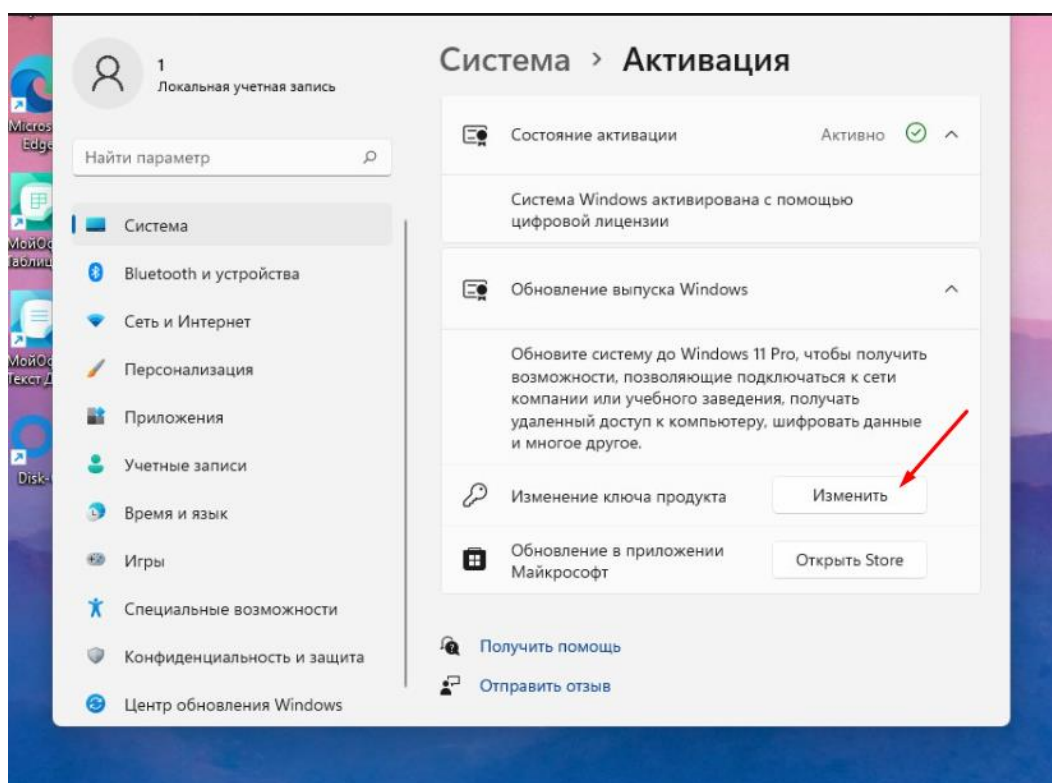 1
Локальная учетная запись
Найти параметр
Система
Bluetooth и устройства
Сеть и Интернет
Персонализация
Приложения
Учетные записи
Время и язык
Игры
Специальные возможности
Конфиденциальность и защита
Центр обновления Windows
Система > Активация
Состояние активации
Активно
Система Windows активирована с помощью
цифровой лицензии
Обновление выпуска Windows
Обновите систему до Windows 11 Pro, чтобы получить
возможности, позволяющие подключаться к сети
компании или учебного заведения, получать
удаленный доступ к компьютеру, шифровать данные
и многое другое.
Изменение ключа продукта
Изменить
Обновление в приложении
Майкрософт
Открыть Store
Получить помощь
Отправить отзыв
Micros
Edge
МойОф
Таблиц
МойОф
Текст Д
Disk-